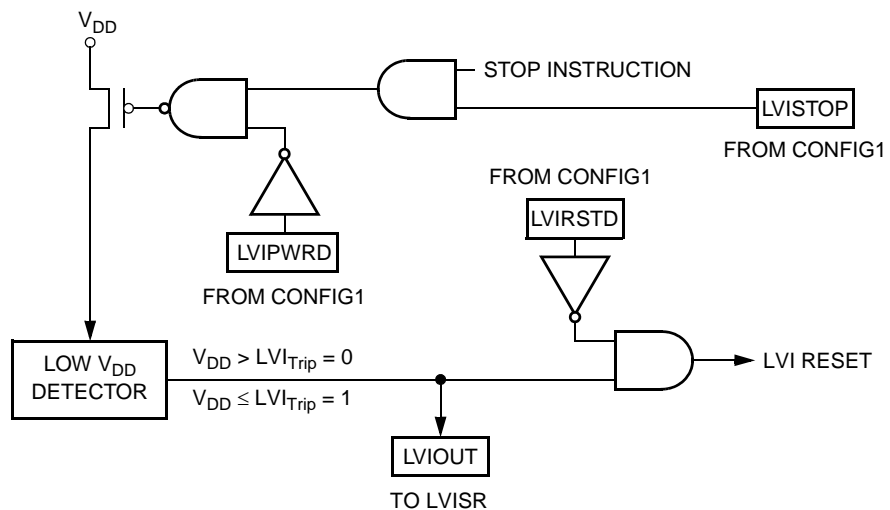 VDD
STOP INSTRUCTION
LVISTOP
FROM CONFIG1
FROM CONFIG1
LVIRSTD
LVIPWRD
FROM CONFIG1
LOW VDD
DETECTOR
VDD > LVITrip = 0
VDD ≤ LVITrip = 1
LVI RESET
LVIOUT
TO LVISR